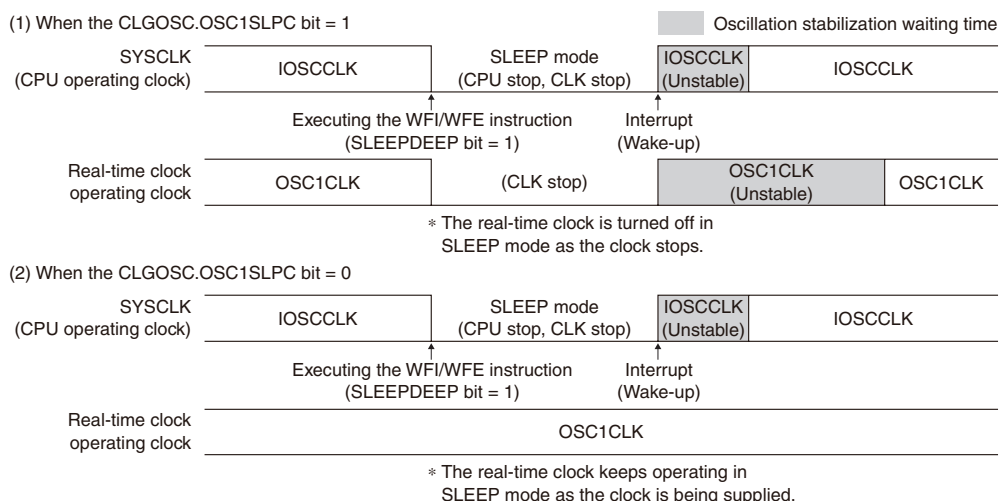 (1) When the CLGOSC.OSC1SLPC bit = 1
Oscillation stabilization waiting time
SYSCLK
(CPU operating clock)
IOSCCLK
SLEEP mode
(CPU stop, CLK stop)
IOSCCLK
(Unstable)
IOSCCLK
Executing the WFI/WFE instruction
(SLEEPDEEP bit = 1)
Interrupt
(Wake-up)
Real-time clock
operating clock
OSC1CLK
(CLK stop)
OSC1CLK
(Unstable)
OSC1CLK
* The real-time clock is turned off in
SLEEP mode as the clock stops.
(2) When the CLGOSC.OSC1SLPC bit = 0
SYSCLK
(CPU operating clock)
IOSCCLK
SLEEP mode
(CPU stop, CLK stop)
IOSCCLK
(Unstable)
IOSCCLK
Executing the WFI/WFE instruction
(SLEEPDEEP bit = 1)
Interrupt
(Wake-up)
Real-time clock
operating clock
OSC1CLK
* The real-time clock keeps operating in
SLEEP mode as the clock is being supplied.